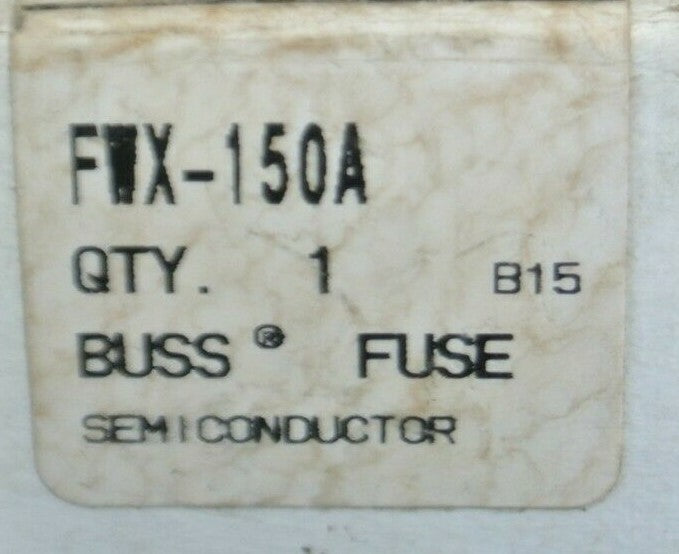 FWX-150A
QTY. 1 B15
BUSS® FUSE
SEMICONDUCTOR